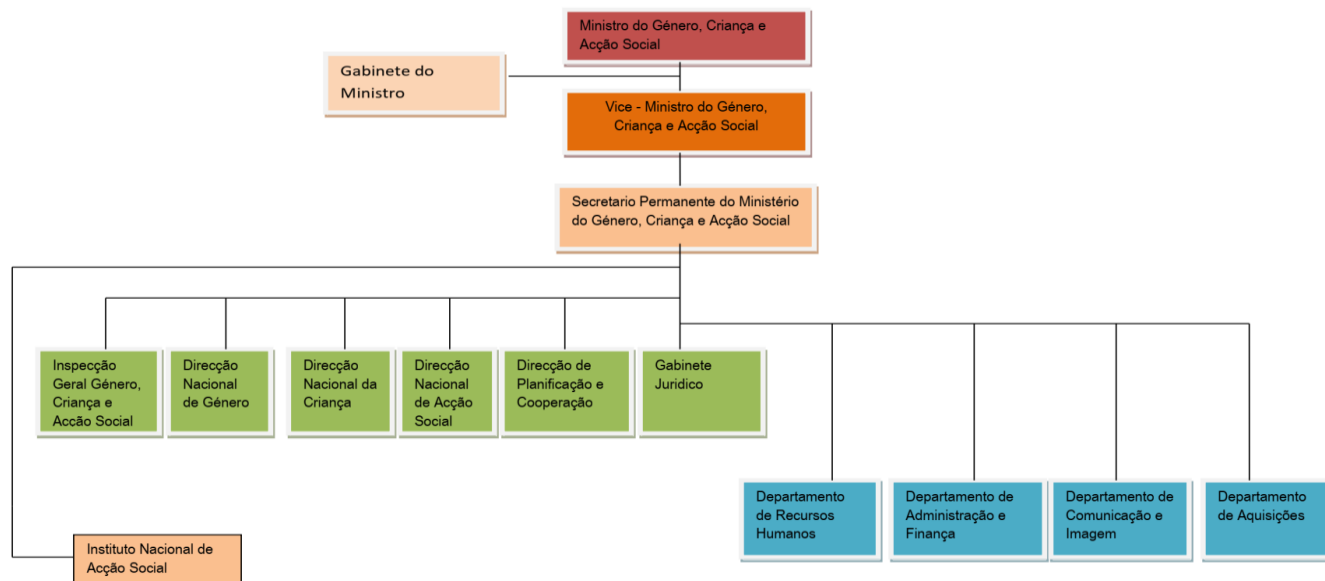 Ministro do Género, Criança e
Acção Social
Gabinete do
Ministro
Vice - Ministro do Género,
Criança e Acção Social
Secretario Permanente do Ministério
do Género, Criança e Acção Social
Inspecção
Geral Género,
Criança e
Acção Social
Direcção
Nacional
de Género
Direcção
Nacional da
Criança
Direcção
Nacional
de Acção
Social
Direcção de
Planificação e
Cooperação
Gabinete
Juridico
Departamento
de Recursos
Humanos
Departamento de
Administração e
Finança
Departamento de
Comunicação e
Imagem
Departamento
de Aquisições
Instituto Nacional de
Acção Social